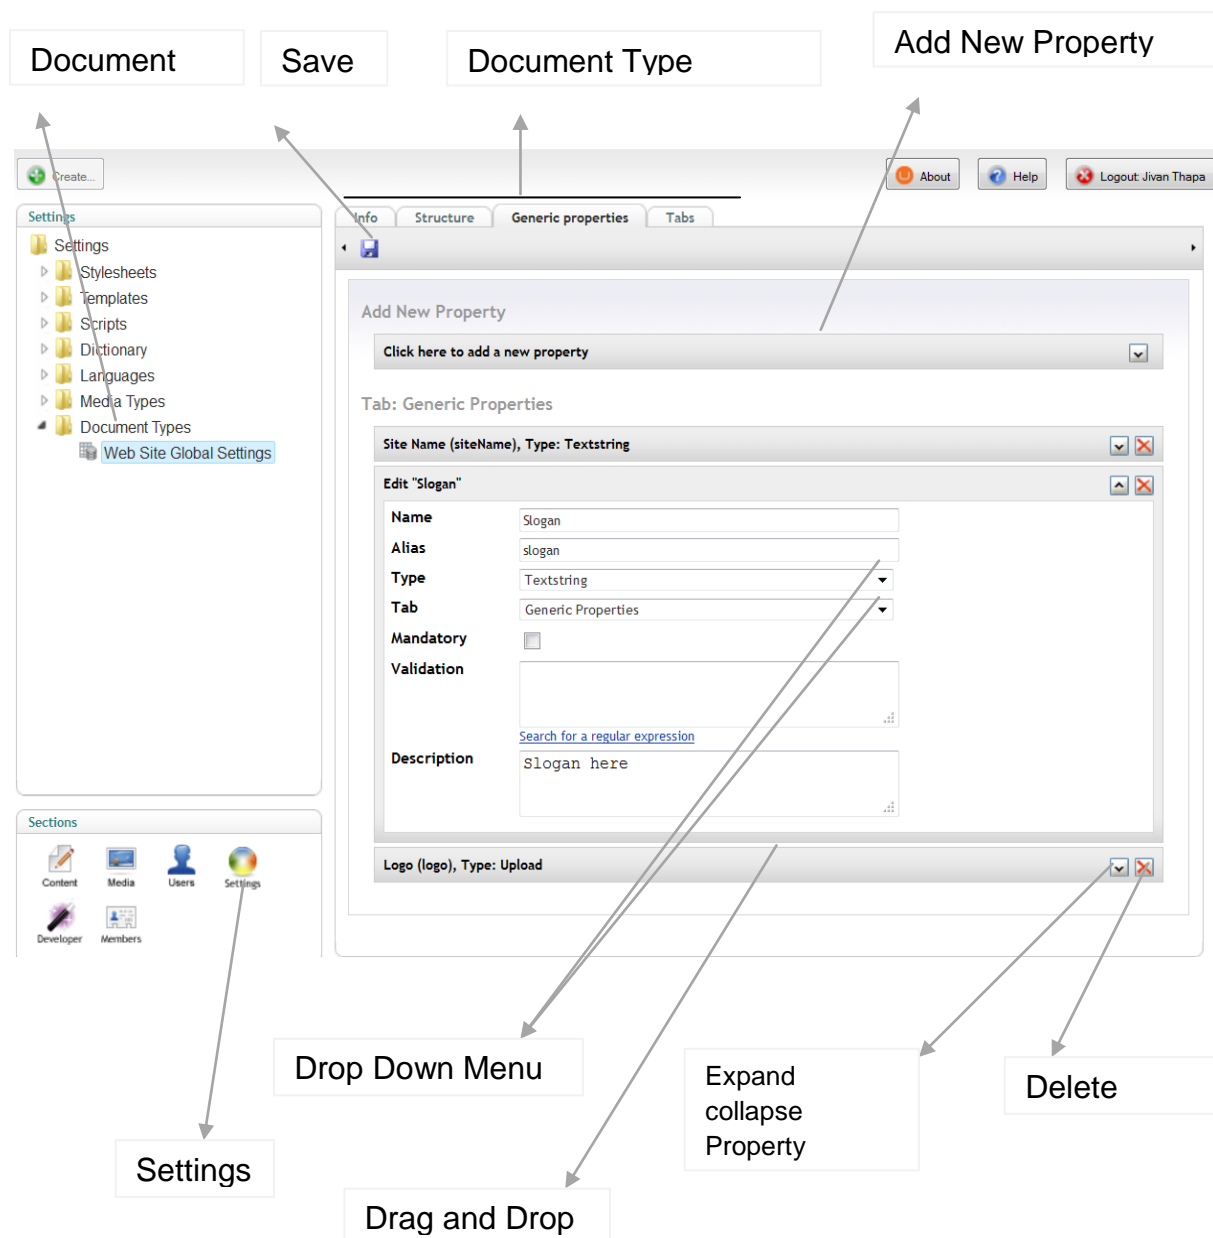 Document
Save
Document Type
Add New Property
Create...
About
Help
Logout: Jivan Thapa
Settings
Info
Structure
Generic properties
Tabs
Settings
Stylesheets
Templates
Scripts
Dictionary
Languages
Media Types
Document Types
Web Site Global Settings
Add New Property
Click here to add a new property
Tab: Generic Properties
Site Name (siteName), Type: Textstring
Edit "Slogan"
Name
Slogan
Alias
slogan
Type
Textstring
Tab
Generic Properties
Mandatory
Validation
Search for a regular expression
Description
Slogan here
Logo (logo), Type: Upload
Sections
Content
Media
Users
Settings
Developer
Members
Drop Down Menu
Expand
collapse
Property
Delete
Settings
Drag and Drop